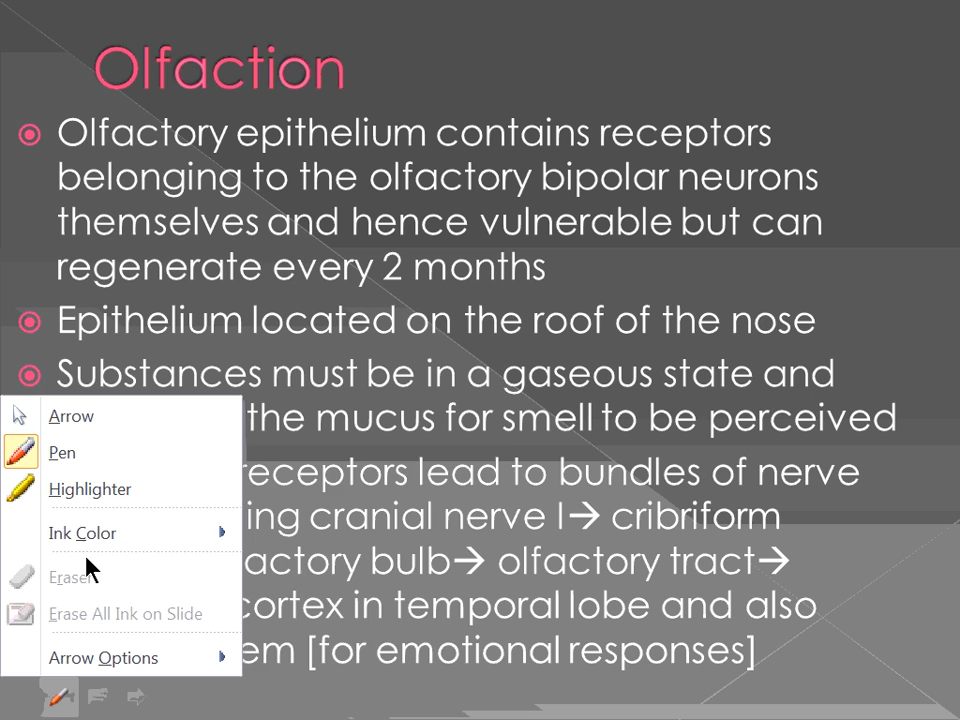 Olfaction
Olfactory epithelium contains receptors
belonging to the olfactory bipolar neurons
themselves and hence vulnerable but can
regenerate every 2 months
Epithelium located on the roof of the nose
Substances must be in a gaseous state and
the mucus for smell to be perceived
receptors lead to bundles of nerve
cranial nerve I→ cribriform
bulb→ olfactory tract→
cortex in temporal lobe and also
[for emotional responses]
Arrow
Pen
Highlighter
Ink Color
Eraser
Erase All Ink on Slide
Arrow Options